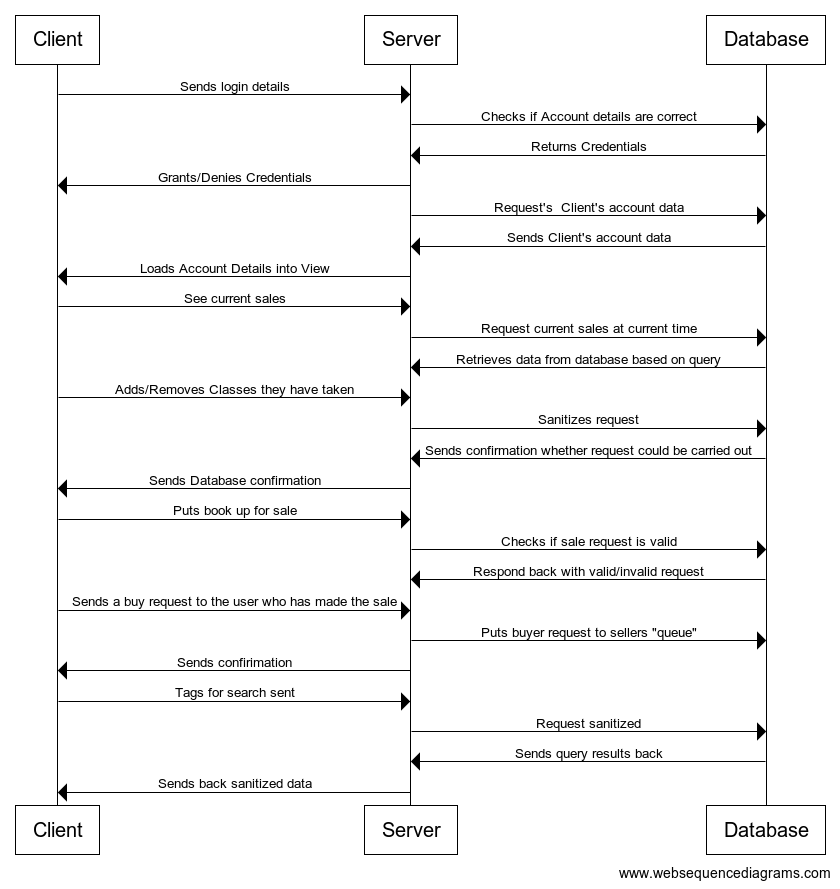 Client
Server
Database
Sends login details
Checks if Account details are correct
Returns Credentials
Grants/Denies Credentials
Request's  Client's account data
Sends Client's account data
Loads Account Details into View
See current sales
Request current sales at current time
Retrieves data from database based on query
Adds/Removes Classes they have taken
Sanitizes request
Sends confirmation whether request could be carried out
Sends Database confirmation
Puts book up for sale
Checks if sale request is valid
Respond back with valid/invalid request
Sends a buy request to the user who has made the sale
Puts buyer request to sellers "queue"
Sends confirimation
Tags for search sent
Request sanitized
Sends query results back
Sends back sanitized data
Client
Server
Database
www.websequencediagrams.com